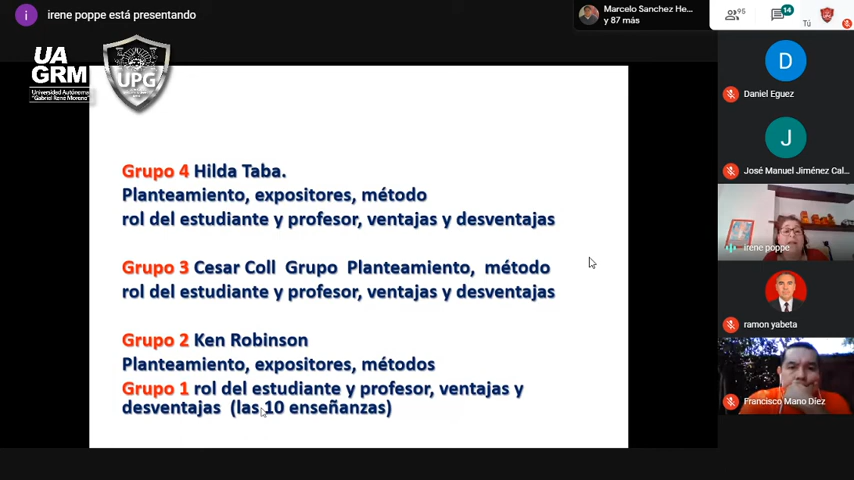 i irene poppe está presentando
Marcelo Sanchez He...
y 87 más
95
14
Tú
UA
GRM
Universidad Autónoma
"Gabriel René Moreno"
UPG
Grupo 4 Hilda Taba.
Planteamiento, expositores, método
rol del estudiante y profesor, ventajas y desventajas
Grupo 3 Cesar Coll Grupo Planteamiento, método
rol del estudiante y profesor, ventajas y desventajas
Grupo 2 Ken Robinson
Planteamiento, expositores, métodos
Grupo 1 rol del estudiante y profesor, ventajas y
desventajas (las 10 enseñanzas)
D
Daniel Eguez
J
José Manuel Jiménez Cal...
irene poppe
ramon yabeta
Francisco Mano Diez